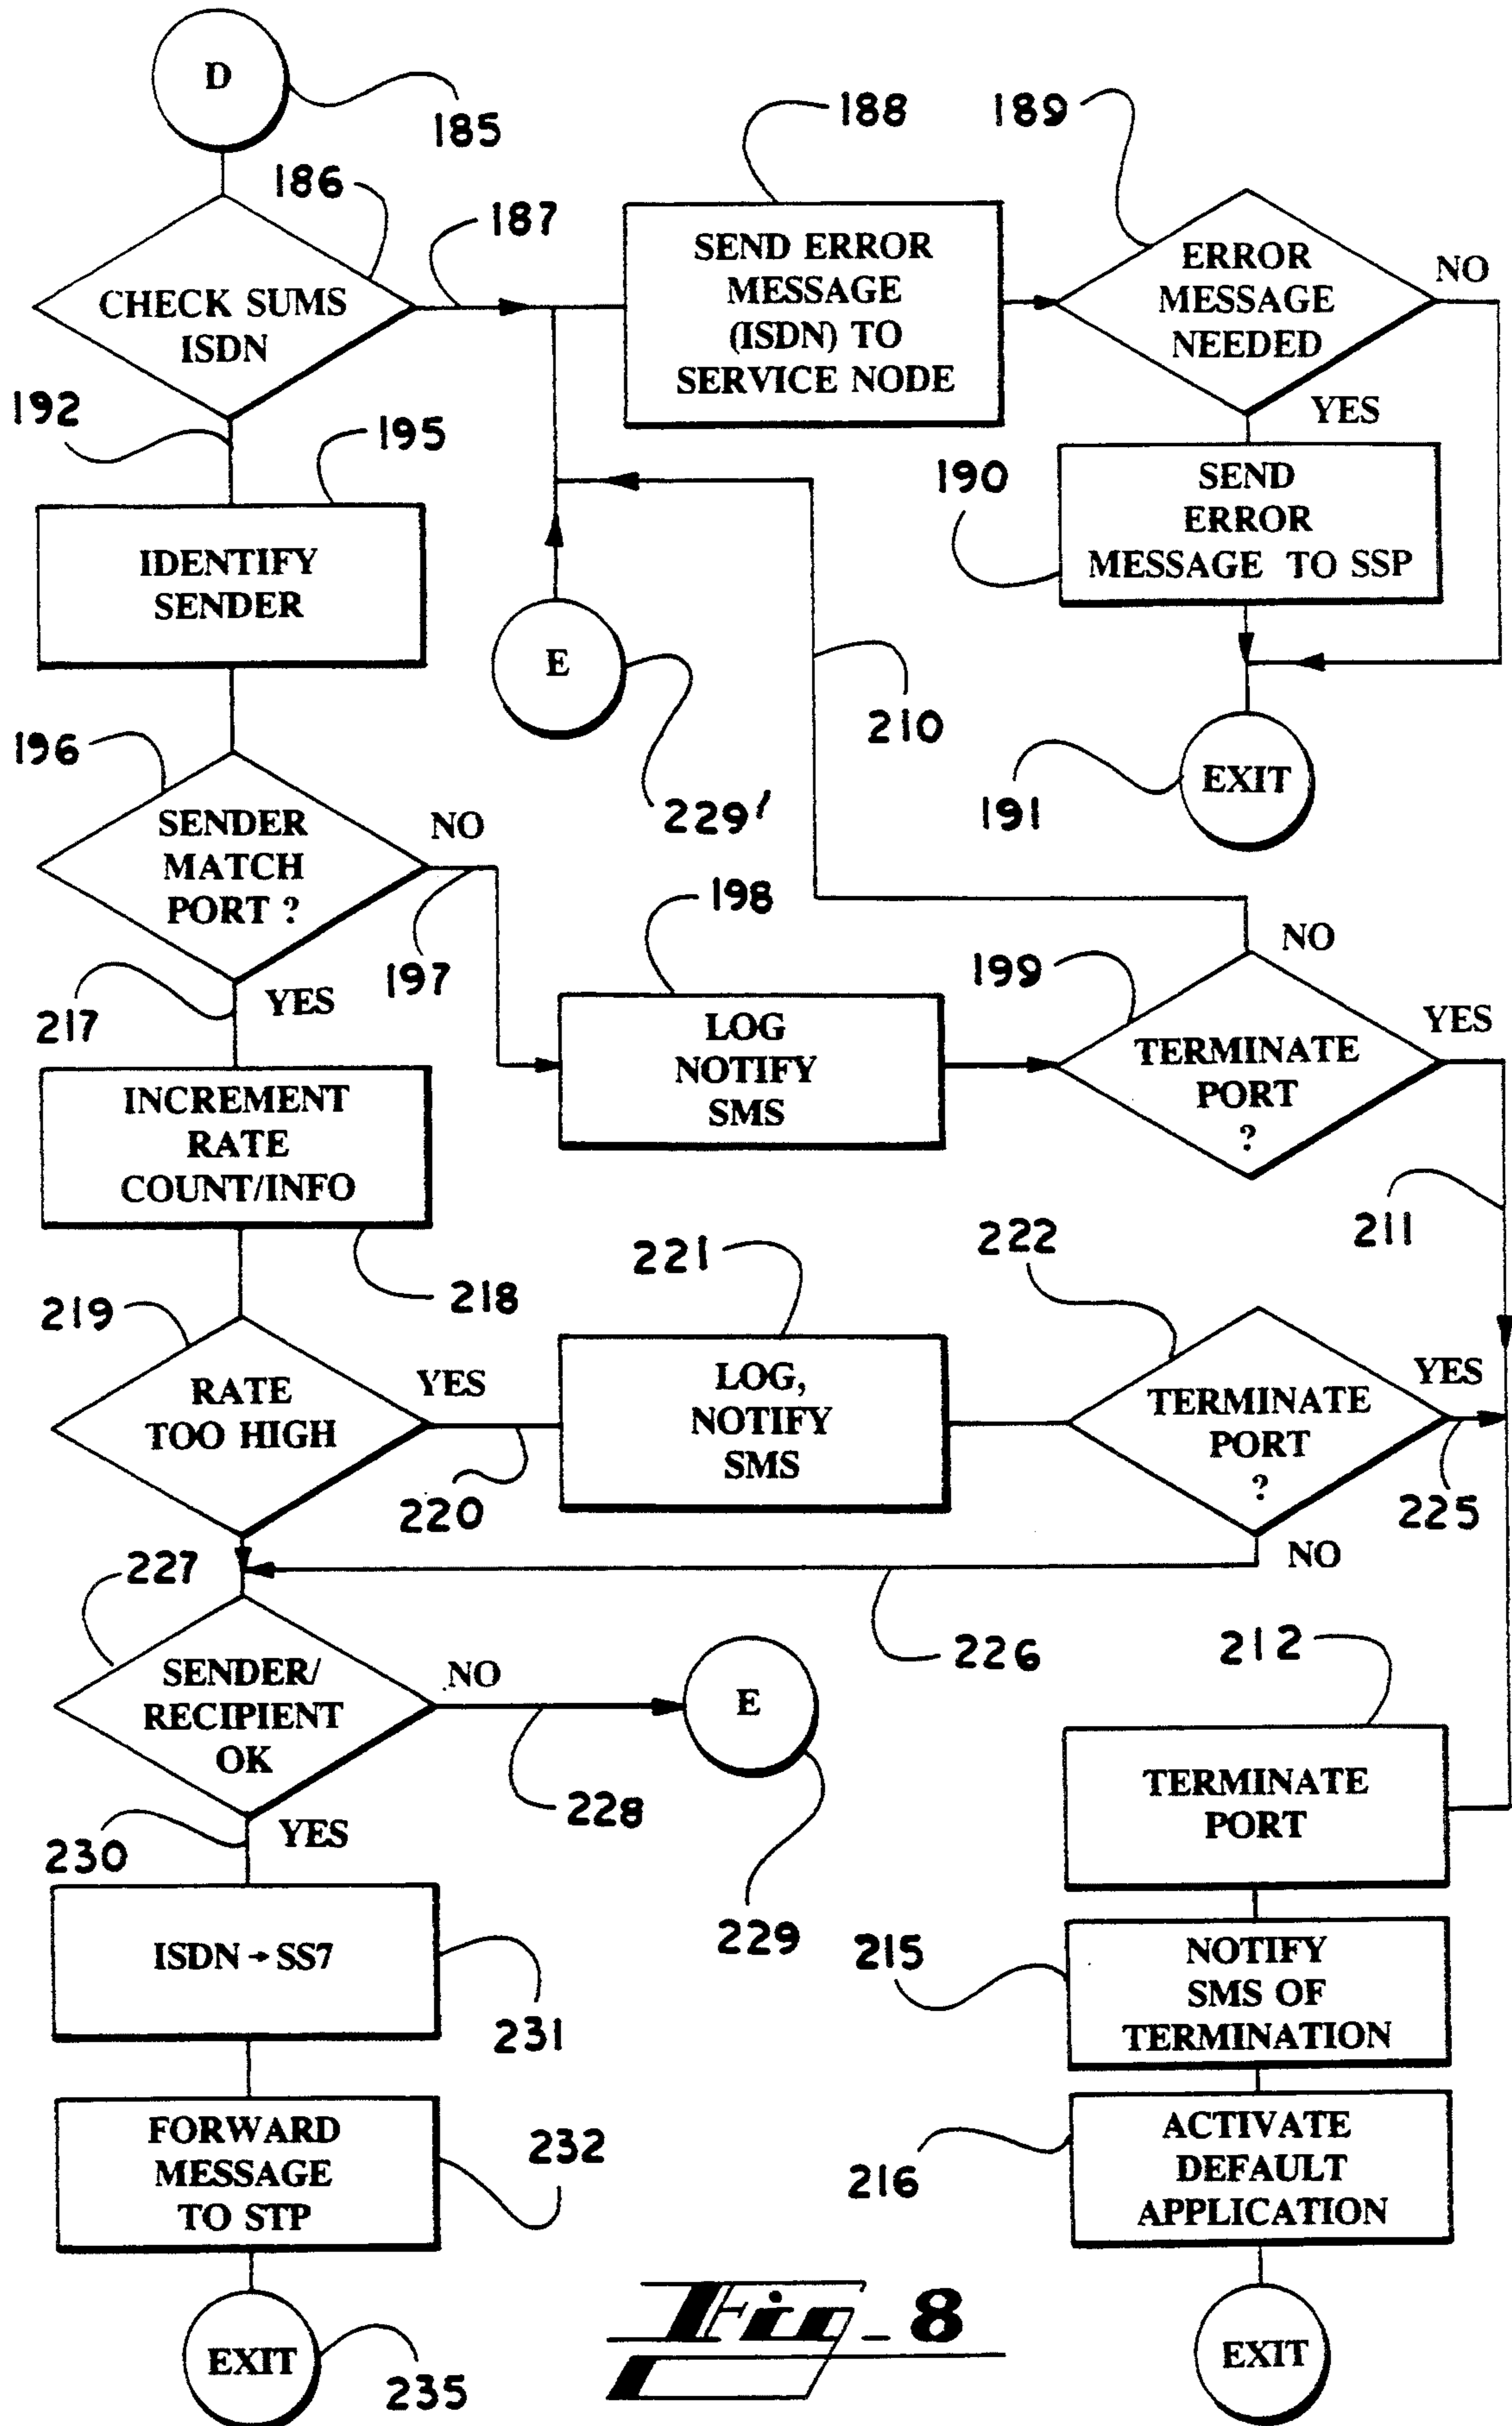 D
185
186
187
188
189
CHECK SUMS
ISDN
SEND ERROR
MESSAGE
(ISDN) TO
SERVICE NODE
ERROR
MESSAGE
NEEDED
NO
YES
192
195
190
SEND
ERROR
MESSAGE TO SSP
IDENTIFY
SENDER
E
229'
210
191
EXIT
196
SENDER
MATCH
PORT ?
NO
197
198
199
NO
217
YES
LOG
NOTIFY
SMS
TERMINATE
PORT
?
YES
211
INCREMENT
RATE
COUNT/INFO
218
219
221
222
RATE
TOO HIGH
YES
220
LOG,
NOTIFY
SMS
TERMINATE
PORT
?
YES
225
NO
226
227
SENDER/
RECIPIENT
OK
NO
228
E
229
212
TERMINATE
PORT
230
YES
ISDN → SS7
231
215
NOTIFY
SMS OF
TERMINATION
FORWARD
MESSAGE
TO STP
232
216
ACTIVATE
DEFAULT
APPLICATION
EXIT
235
Fig_8
EXIT